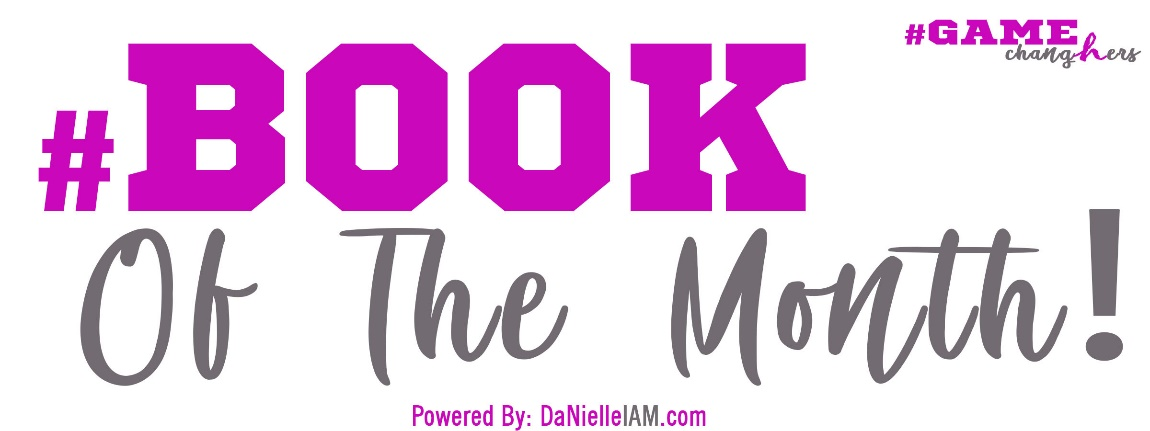 #GAME
changhers
#BOOK
Of The Month!
Powered By: DaNielleIAM.com